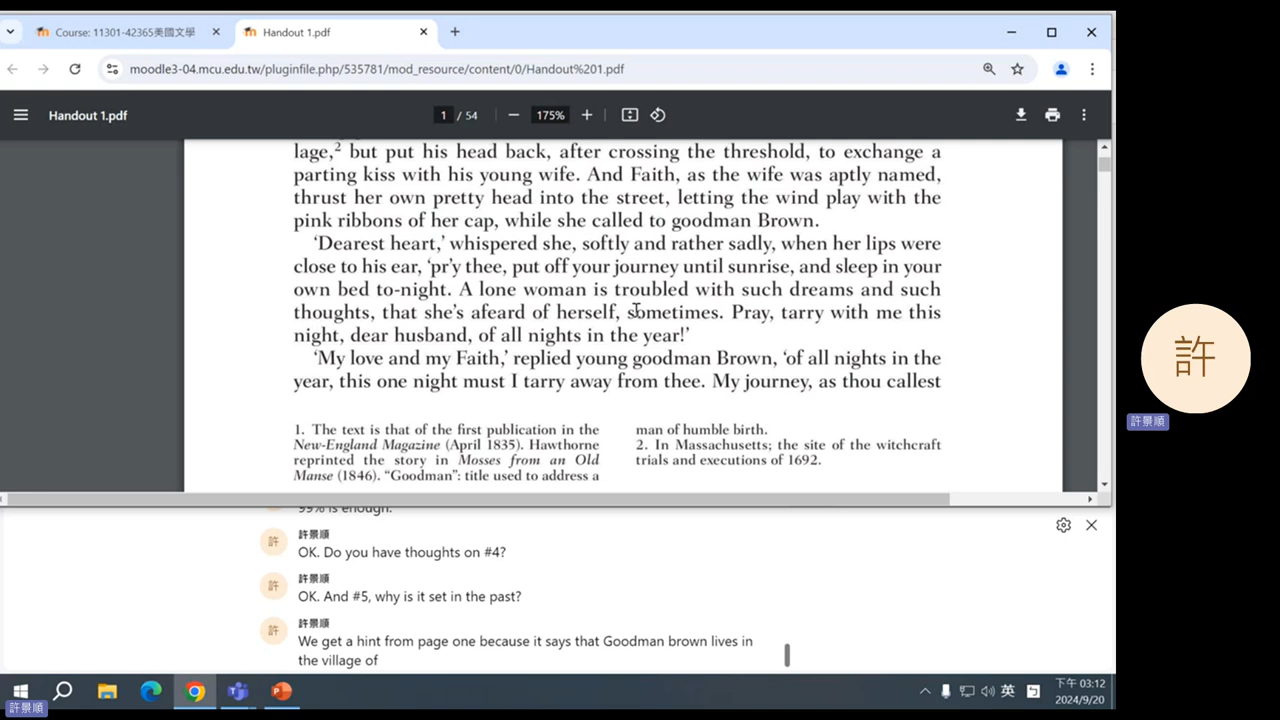 Course: 11301-42365美國文學
Handout 1.pdf
moodle3-04.mcu.edu.tw/pluginfile.php/535781/mod_resource/content/0/Handout%201.pdf
Handout 1.pdf
1 / 54
175%
lage,2 but put his head back, after crossing the threshold, to exchange a
parting kiss with his young wife. And Faith, as the wife was aptly named,
thrust her own pretty head into the street, letting the wind play with the
pink ribbons of her cap, while she called to goodman Brown.
'Dearest heart,' whispered she, softly and rather sadly, when her lips were
close to his ear, 'pr'y thee, put off your journey until sunrise, and sleep in your
own bed to-night. A lone woman is troubled with such dreams and such
thoughts, that she's afeard of herself, sometimes. Pray, tarry with me this
night, dear husband, of all nights in the year!'
'My love and my Faith,' replied young goodman Brown, 'of all nights in the
year, this one night must I tarry away from thee. My journey, as thou callest
1. The text is that of the first publication in the
New-England Magazine (April 1835). Hawthorne
reprinted the story in Mosses from an Old
Manse (1846). "Goodman": title used to address a
man of humble birth.
2. In Massachusetts; the site of the witchcraft
trials and executions of 1692.
99% is enough.
許
許景順
OK. Do you have thoughts on #4?
許
許景順
OK. And #5, why is it set in the past?
許
許景順
We get a hint from page one because it says that Goodman brown lives in
the village of
許
許景順
英
下午 03:12
2024/9/20
許景順